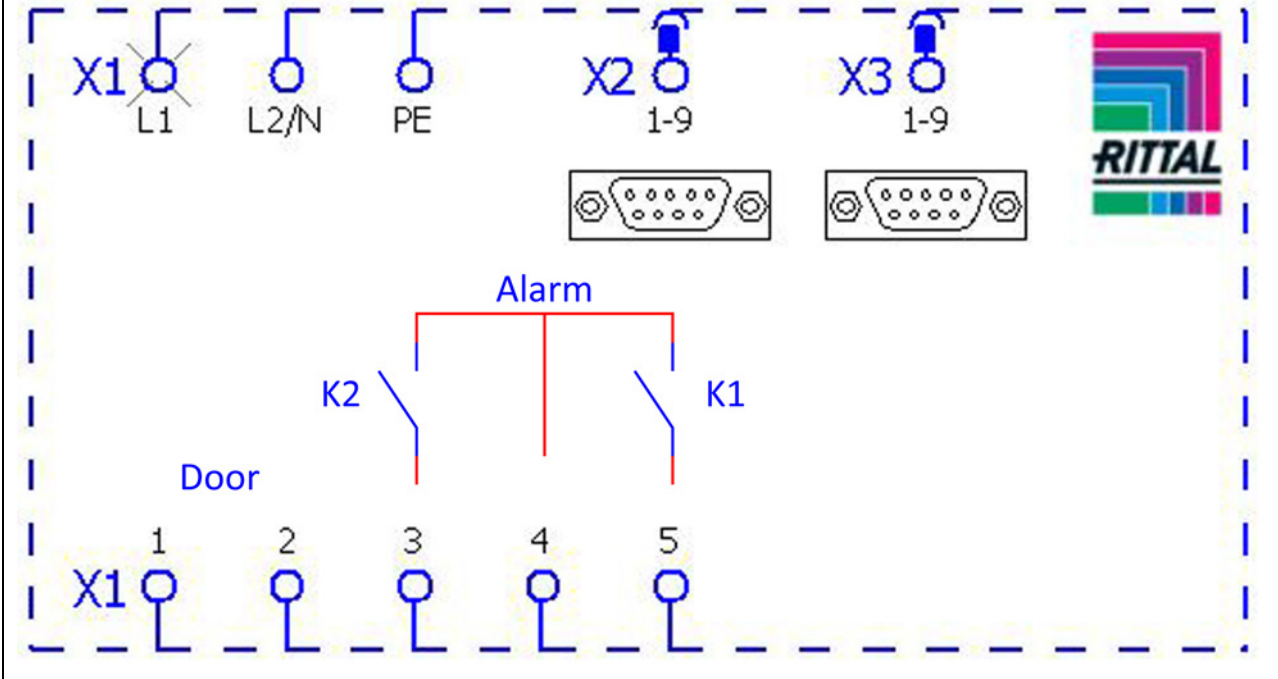 X1 X2 X3
L1 L2/N PE 1-9 1-9
RITTAL
Alarm
K2 K1
Door
1 2 3 4 5
X1